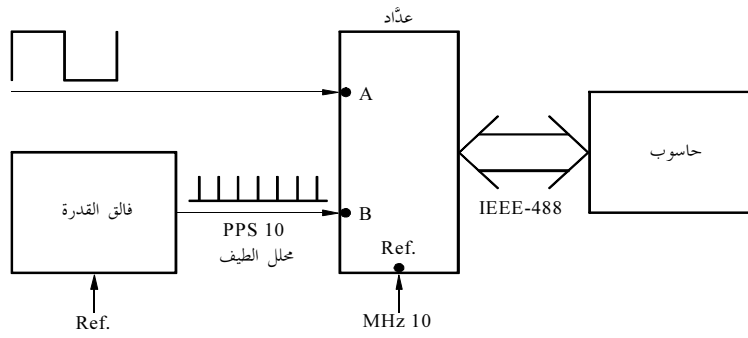 عدَّاد
A
حاسوب
فالق القدرة
B
IEEE-488
PPS 10
محلل الطيف
Ref.
Ref.
MHz 10